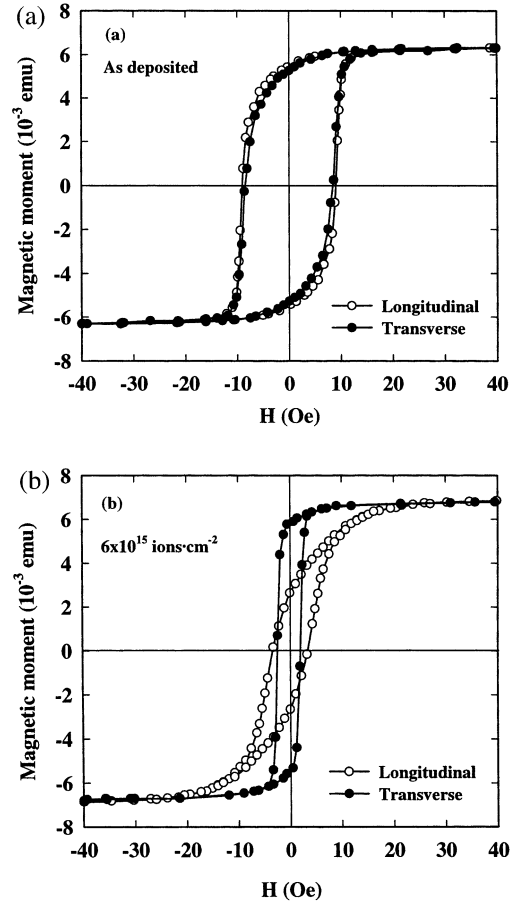 (a)
(a)
As deposited
Magnetic moment (10⁻³ emu)
8
6
4
2
0
-2
-4
-6
-8
Longitudinal
Transverse
-40 -30 -20 -10 0 10 20 30 40
H (Oe)
(b)
(b)
6x10¹⁵ ions·cm⁻²
Magnetic moment (10⁻³ emu)
8
6
4
2
0
-2
-4
-6
-8
Longitudinal
Transverse
-40 -30 -20 -10 0 10 20 30 40
H (Oe)